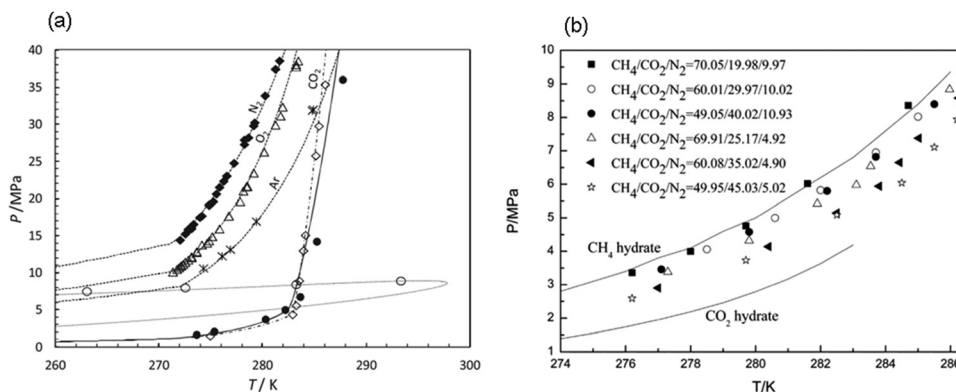 (a)
40
35
30
25
20
15
10
5
0
P /MPa
260
270
280
290
300
T / K
N2
O2
Ar
CO2
(b)
10
9
8
7
6
5
4
3
2
1
P/MPa
CH4/CO2/N2=70.05/19.98/9.97
CH4/CO2/N2=60.01/29.97/10.02
CH4/CO2/N2=49.05/40.02/10.93
CH4/CO2/N2=69.91/25.17/4.92
CH4/CO2/N2=60.08/35.02/4.90
CH4/CO2/N2=49.95/45.03/5.02
CH4 hydrate
CO2 hydrate
274
276
278
280
282
284
286
T/K